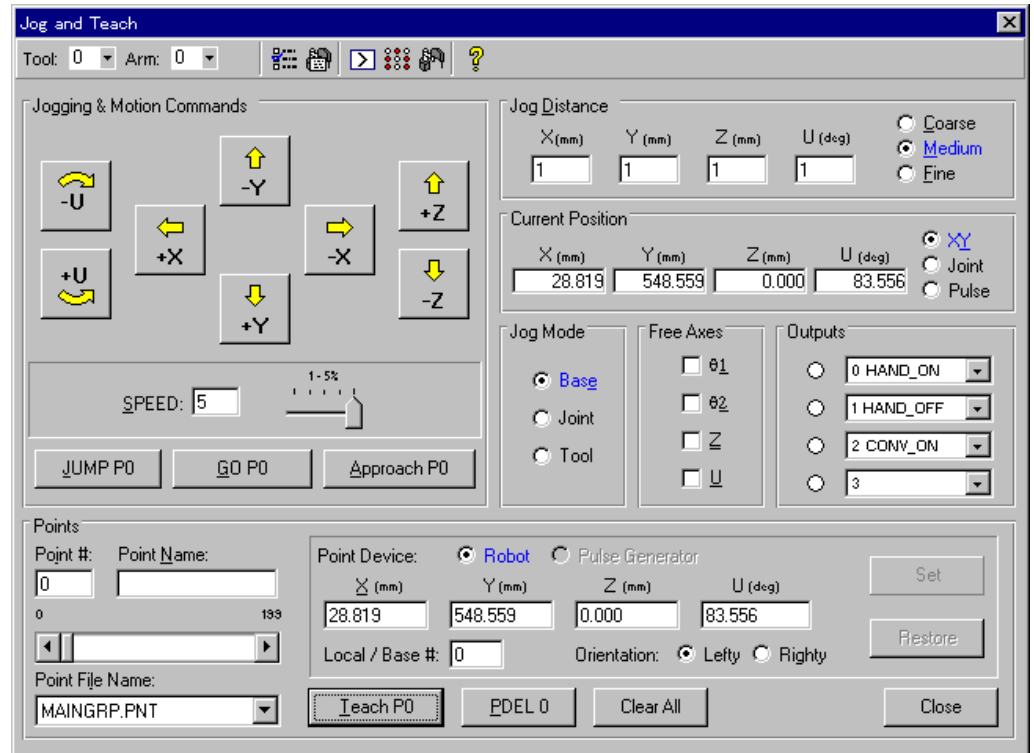 Jog and Teach
Tool: 0 Arm: 0
Jogging & Motion Commands
-U
-Y
+Z
+X
-X
+U
+Y
-Z
1 - 5%
SPEED: 5
JUMP P0 GO P0 Approach P0
Jog Distance
X (mm) Y (mm) Z (mm) U (deg)
1 1 1 1
Coarse
Medium
Fine
Current Position
X (mm) Y (mm) Z (mm) U (deg)
28.819 548.559 0.000 83.556
XY
Joint
Pulse
Jog Mode
Base
Joint
Tool
Free Axes
θ1
θ2
Z
U
Outputs
0 HAND_ON
1 HAND_OFF
2 CONV_ON
3
Points
Point #: Point Name:
0
0 199
Point File Name:
MAINGRP.PNT
Point Device: Robot Pulse Generator
X (mm) Y (mm) Z (mm) U (deg)
28.819 548.559 0.000 83.556
Local / Base #: 0 Orientation: Lefty Righty
Set
Restore
Teach P0 PDEL 0 Clear All Close